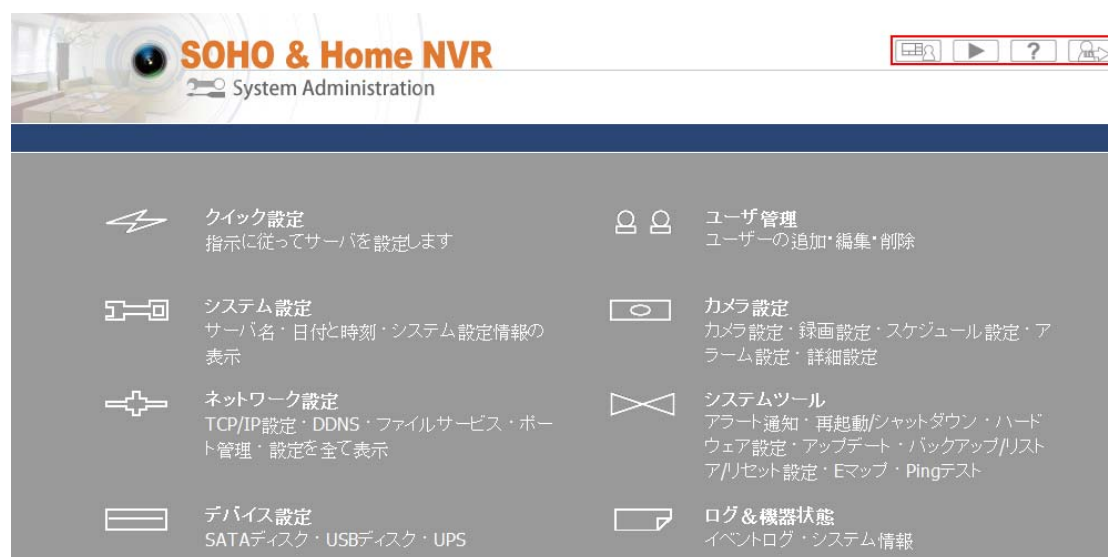 SOHO & Home NVR
System Administration
?
クイック設定
指示に従ってサーバを設定します
ユーザ管理
ユーザーの追加・編集・削除
システム設定
サーバ名・日付と時刻・システム設定情報の
表示
カメラ設定
カメラ設定・録画設定・スケジュール設定・ア
ラーム設定・詳細設定
ネットワーク設定
TCP/IP設定・DDNS・ファイルサービス・ポー
ト管理・設定を全て表示
システムツール
アラート通知・再起動/シャットダウン・ハード
ウェア設定・アップデート・バックアップ/リスト
ア/リセット設定・Eマップ・Pingテスト
デバイス設定
SATAディスク・USBディスク・UPS
ログ&機器状態
イベントログ・システム情報